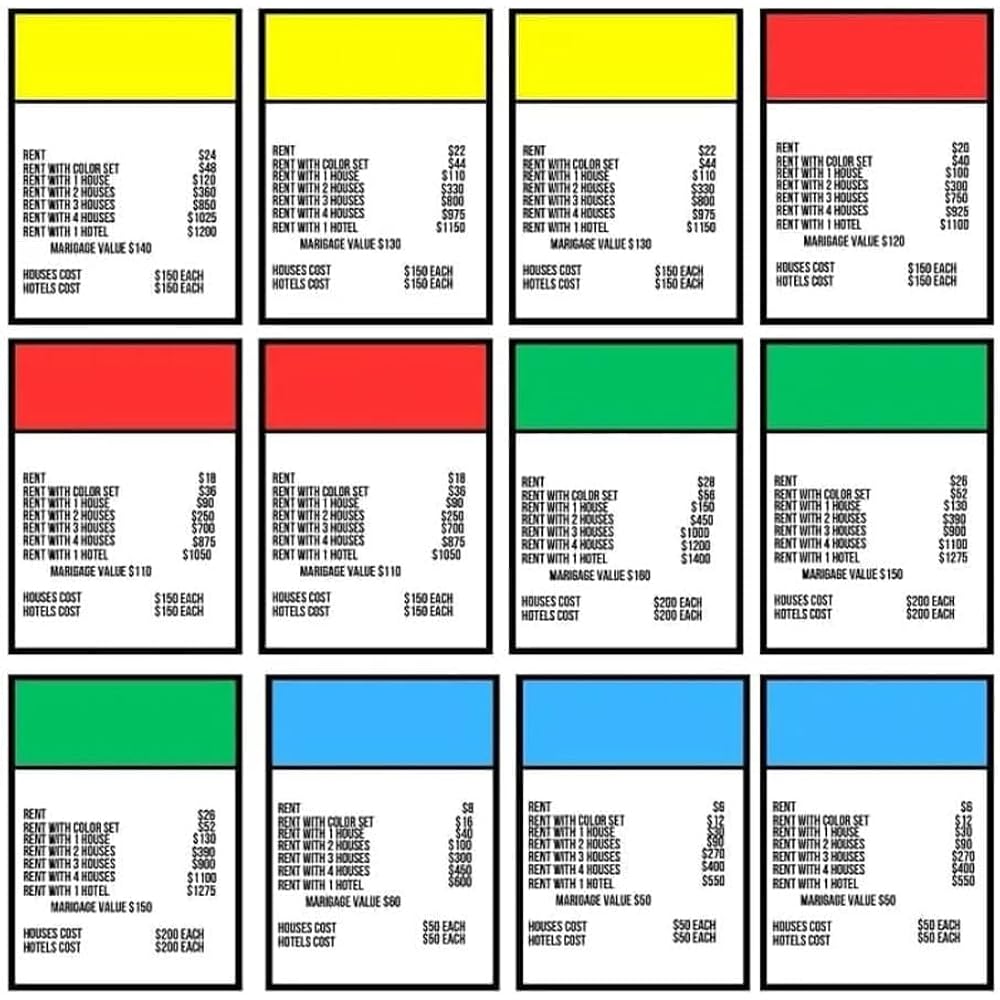 RENT $24
RENT WITH COLOR SET $48
RENT WITH 1 HOUSE $120
RENT WITH 2 HOUSES $360
RENT WITH 3 HOUSES $850
RENT WITH 4 HOUSES $1025
RENT WITH 1 HOTEL $1200
MARIGAGE VALUE $140
HOUSES COST $150 EACH
HOTELS COST $150 EACH
RENT $22
RENT WITH COLOR SET $44
RENT WITH 1 HOUSE $110
RENT WITH 2 HOUSES $330
RENT WITH 3 HOUSES $800
RENT WITH 4 HOUSES $975
RENT WITH 1 HOTEL $1150
MARIGAGE VALUE $130
HOUSES COST $150 EACH
HOTELS COST $150 EACH
RENT $22
RENT WITH COLOR SET $44
RENT WITH 1 HOUSE $110
RENT WITH 2 HOUSES $330
RENT WITH 3 HOUSES $800
RENT WITH 4 HOUSES $975
RENT WITH 1 HOTEL $1150
MARIGAGE VALUE $130
HOUSES COST $150 EACH
HOTELS COST $150 EACH
RENT $20
RENT WITH COLOR SET $40
RENT WITH 1 HOUSE $100
RENT WITH 2 HOUSES $300
RENT WITH 3 HOUSES $750
RENT WITH 4 HOUSES $925
RENT WITH 1 HOTEL $1100
MARIGAGE VALUE $120
HOUSES COST $150 EACH
HOTELS COST $150 EACH
RENT $18
RENT WITH COLOR SET $36
RENT WITH 1 HOUSE $90
RENT WITH 2 HOUSES $250
RENT WITH 3 HOUSES $700
RENT WITH 4 HOUSES $875
RENT WITH 1 HOTEL $1050
MARIGAGE VALUE $110
HOUSES COST $150 EACH
HOTELS COST $150 EACH
RENT $18
RENT WITH COLOR SET $36
RENT WITH 1 HOUSE $90
RENT WITH 2 HOUSES $250
RENT WITH 3 HOUSES $700
RENT WITH 4 HOUSES $875
RENT WITH 1 HOTEL $1050
MARIGAGE VALUE $110
HOUSES COST $150 EACH
HOTELS COST $150 EACH
RENT $28
RENT WITH COLOR SET $56
RENT WITH 1 HOUSE $150
RENT WITH 2 HOUSES $450
RENT WITH 3 HOUSES $1000
RENT WITH 4 HOUSES $1200
RENT WITH 1 HOTEL $1400
MARIGAGE VALUE $160
HOUSES COST $200 EACH
HOTELS COST $200 EACH
RENT $26
RENT WITH COLOR SET $52
RENT WITH 1 HOUSE $130
RENT WITH 2 HOUSES $390
RENT WITH 3 HOUSES $900
RENT WITH 4 HOUSES $1100
RENT WITH 1 HOTEL $1275
MARIGAGE VALUE $150
HOUSES COST $200 EACH
HOTELS COST $200 EACH
RENT $26
RENT WITH COLOR SET $52
RENT WITH 1 HOUSE $130
RENT WITH 2 HOUSES $390
RENT WITH 3 HOUSES $900
RENT WITH 4 HOUSES $1100
RENT WITH 1 HOTEL $1275
MARIGAGE VALUE $150
HOUSES COST $200 EACH
HOTELS COST $200 EACH
RENT $8
RENT WITH COLOR SET $16
RENT WITH 1 HOUSE $40
RENT WITH 2 HOUSES $100
RENT WITH 3 HOUSES $300
RENT WITH 4 HOUSES $450
RENT WITH 1 HOTEL $600
MARIGAGE VALUE $60
HOUSES COST $50 EACH
HOTELS COST $50 EACH
RENT $6
RENT WITH COLOR SET $12
RENT WITH 1 HOUSE $30
RENT WITH 2 HOUSES $90
RENT WITH 3 HOUSES $270
RENT WITH 4 HOUSES $400
RENT WITH 1 HOTEL $550
MARIGAGE VALUE $50
HOUSES COST $50 EACH
HOTELS COST $50 EACH
RENT $6
RENT WITH COLOR SET $12
RENT WITH 1 HOUSE $30
RENT WITH 2 HOUSES $90
RENT WITH 3 HOUSES $270
RENT WITH 4 HOUSES $400
RENT WITH 1 HOTEL $550
MARIGAGE VALUE $50
HOUSES COST $50 EACH
HOTELS COST $50 EACH